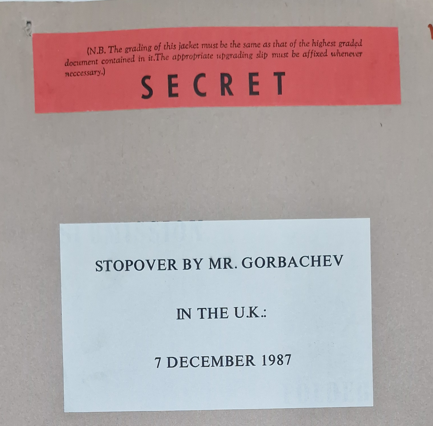 (N.B. The grading of this jacket must be the same as that of the highest graded
document contained in it.The appropriate upgrading slip must be affixed whenever
neccessary.)
SECRET
STOPOVER BY MR. GORBACHEV
IN THE U.K.:
7 DECEMBER 1987